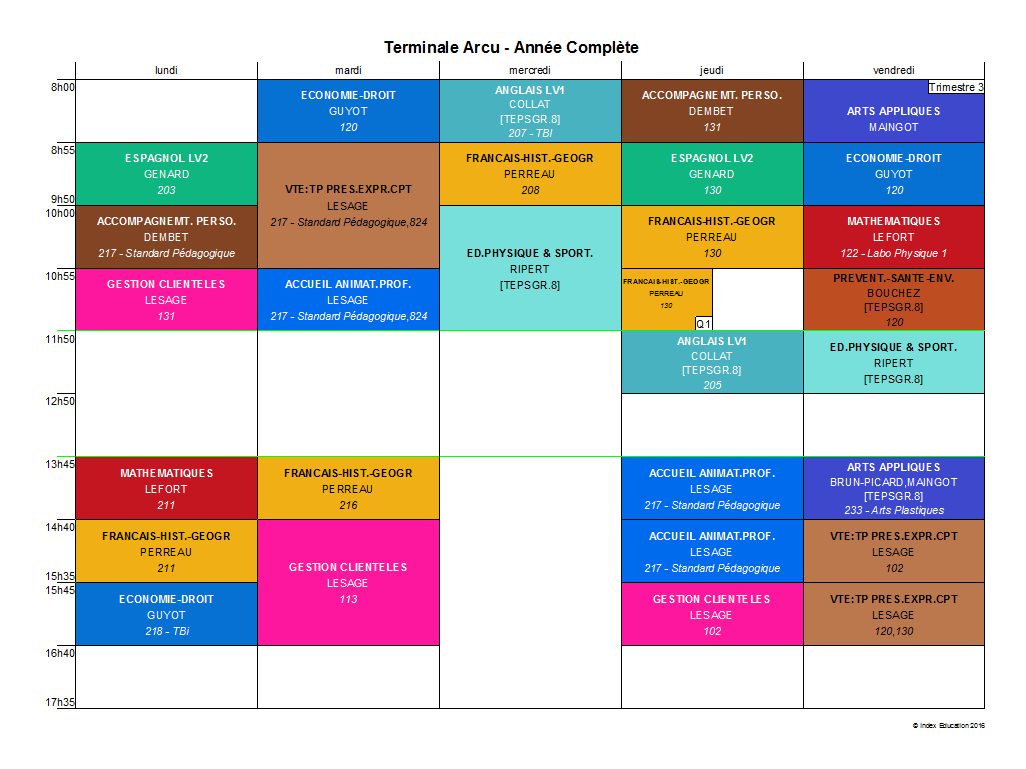 Terminale Arcu - Année Complète
lundi
mardi
mercredi
jeudi
vendredi
8h00
ECONOMIE-DROIT
GUYOT
120
ANGLAIS LV1
COLLAT
[TEPSGR.8]
207 - TBI
ACCOMPAGNEMT. PERSO.
DEMBET
131
Trimestre 3
ARTS APPLIQUES
MAINGOT
8h55
ESPAGNOL LV2
GENARD
203
VTE:TP PRES.EXPR.CPT
LESAGE
217 - Standard Pédagogique,824
FRANCAIS-HIST.-GEOGR
PERREAU
208
ESPAGNOL LV2
GENARD
130
ECONOMIE-DROIT
GUYOT
120
9h50
10h00
ACCOMPAGNEMT. PERSO.
DEMBET
217 - Standard Pédagogique
ED.PHYSIQUE & SPORT.
RIPERT
[TEPSGR.8]
FRANCAIS-HIST.-GEOGR
PERREAU
130
MATHEMATIQUES
LEFORT
122 - Labo Physique 1
10h55
GESTION CLIENTELES
LESAGE
131
ACCUEIL ANIMAT.PROF.
LESAGE
217 - Standard Pédagogique,824
FRANCAIS-HIST.-GEOGR
PERREAU
130
Q1
PREVENT.-SANTE-ENV.
BOUCHEZ
[TEPSGR.8]
120
11h50
ANGLAIS LV1
COLLAT
[TEPSGR.8]
205
ED.PHYSIQUE & SPORT.
RIPERT
[TEPSGR.8]
12h50
13h45
MATHEMATIQUES
LEFORT
211
FRANCAIS-HIST.-GEOGR
PERREAU
216
ACCUEIL ANIMAT.PROF.
LESAGE
217 - Standard Pédagogique
ARTS APPLIQUES
BRUN-PICARD,MAINGOT
[TEPSGR.8]
233 - Arts Plastiques
14h40
FRANCAIS-HIST.-GEOGR
PERREAU
211
GESTION CLIENTELES
LESAGE
113
ACCUEIL ANIMAT.PROF.
LESAGE
217 - Standard Pédagogique
VTE:TP PRES.EXPR.CPT
LESAGE
102
15h35
15h45
ECONOMIE-DROIT
GUYOT
218 - TBi
GESTION CLIENTELES
LESAGE
102
VTE:TP PRES.EXPR.CPT
LESAGE
120,130
16h40
17h35
© Index Education 2016